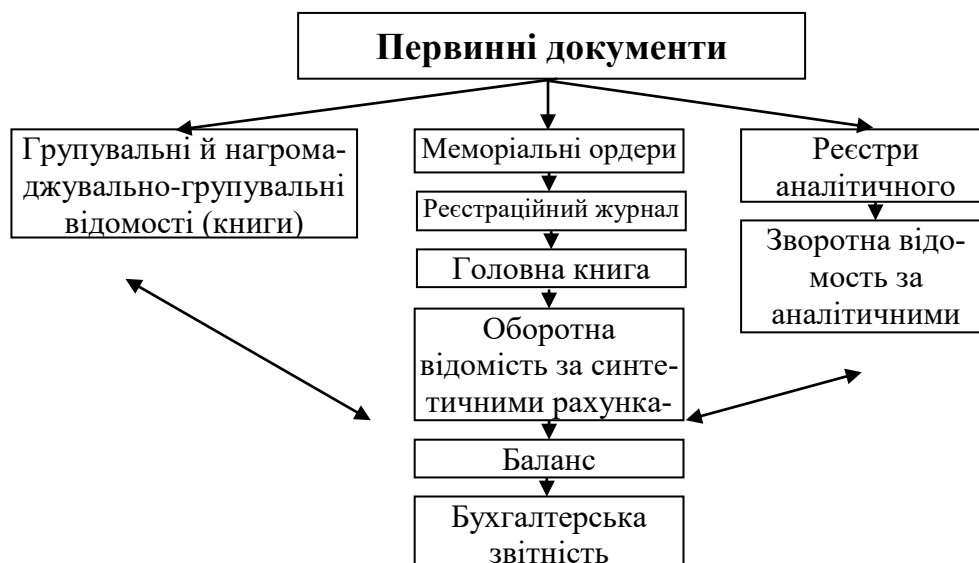 Первинні документи
Групувальні й нагрома-
джувально-групувальні
відомості (книги)
Меморіальні ордери
Реєстраційний журнал
Головна книга
Оборотна
відомість за синте-
тичними рахунка-
Баланс
Бухгалтерська
звітність
Реєстри
аналітичного
Зворотна відо-
мость за
аналітичними